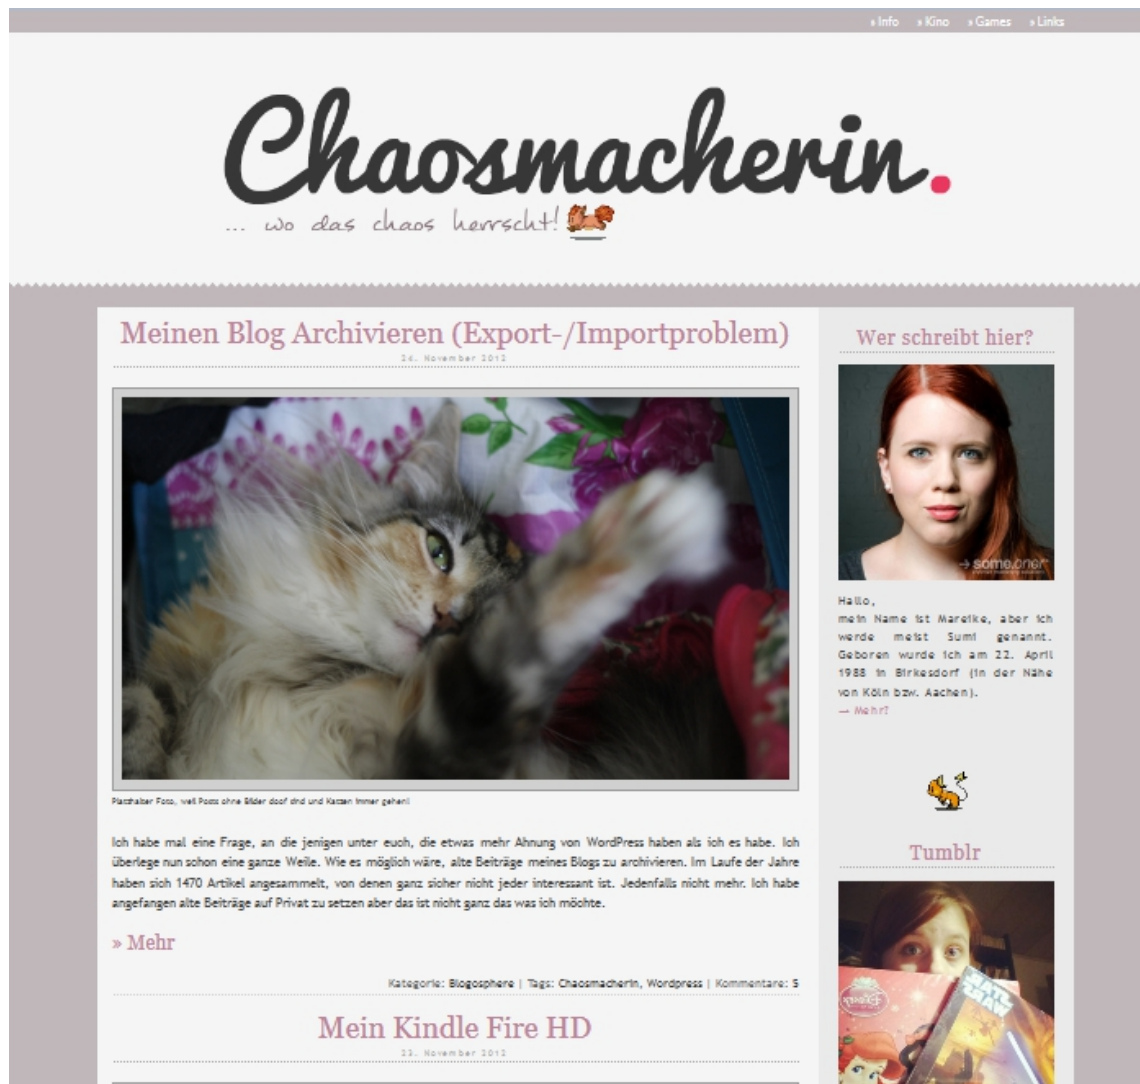 » Info » Kino » Games » Links
Chaosmacherin.
... wo das chaos herrscht!
Meinen Blog Archivieren (Export-/Importproblem)
24. November 2012
Platzhalter Foto, weil Posts ohne Bilder doof sind und Katzen immer gehen!
Ich habe mal eine Frage, an die jenigen unter euch, die etwas mehr Ahnung von WordPress haben als ich es habe. Ich
überlege nun schon eine ganze Weile. Wie es möglich wäre, alte Beiträge meines Blogs zu archivieren. Im Laufe der Jahre
haben sich 1470 Artikel angesammelt, von denen ganz sicher nicht jeder interessant ist. Jedenfalls nicht mehr. Ich habe
angefangen alte Beiträge auf Privat zu setzen aber das ist nicht ganz das was ich möchte.
» Mehr
Kategorie: Blogosphere | Tags: Chaosmacherin, Wordpress | Kommentare: 5
Mein Kindle Fire HD
23. November 2012
Wer schreibt hier?
Hallo,
mein Name ist Mareike, aber ich
werde meist Sumi genannt.
Geboren wurde ich am 22. April
1988 in Birkesdorf (in der Nähe
von Köln bzw. Aachen).
→ Mehr?
Tumblr
STAR
WARS